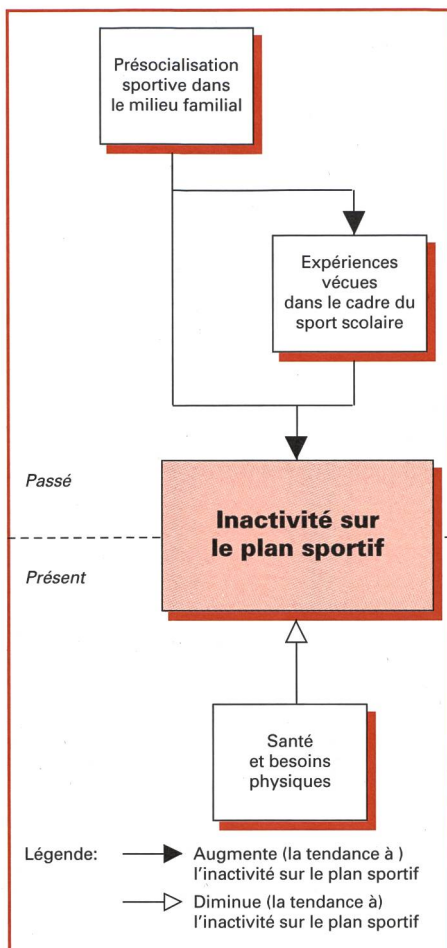 Présocialisation
sportive dans
le milieu familial
Expériences
vécues
dans le cadre du
sport scolaire
Passé
Inactivité sur
le plan sportif
Présent
Santé
et besoins
physiques
Légende:
Augmente (la tendance à )
l'inactivité sur le plan sportif
Diminue (la tendance à)
l'inactivité sur le plan sportif